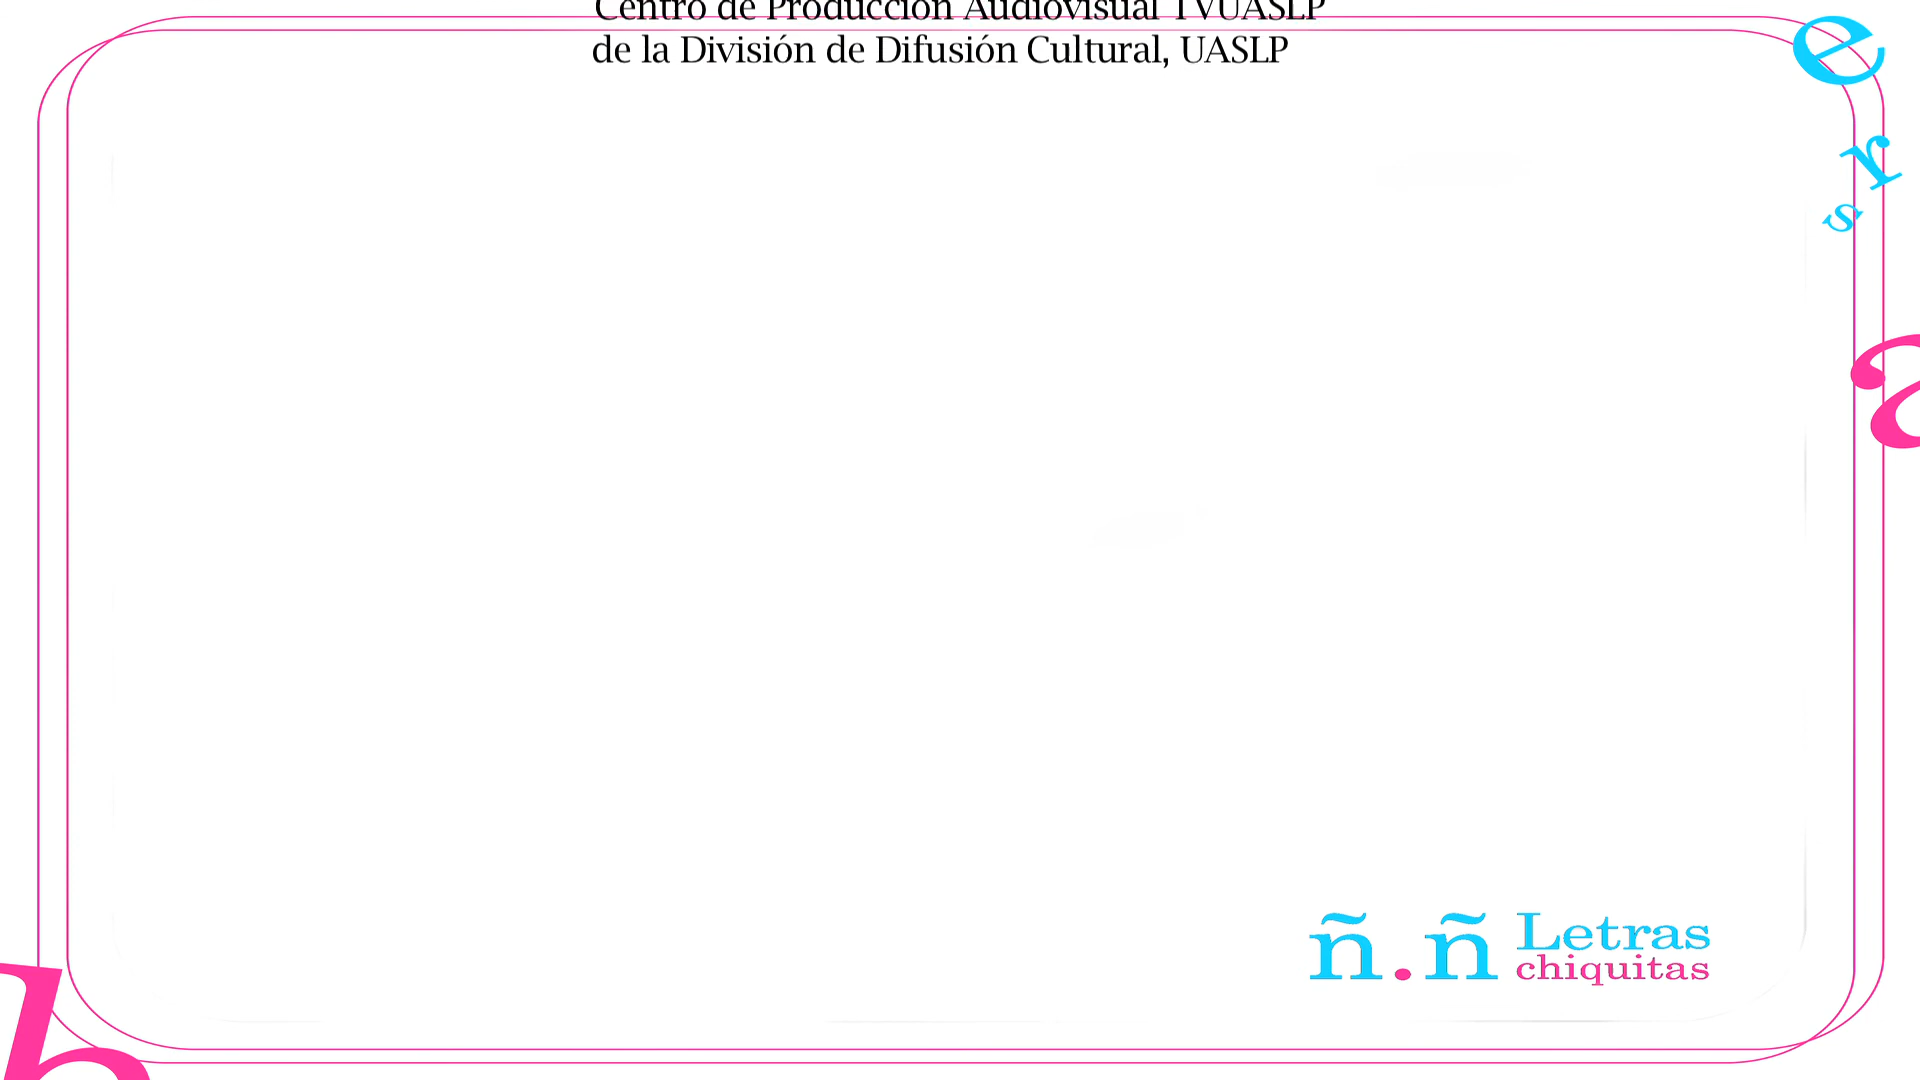 Centro de Producción Audiovisual TVUASLP
de la División de Difusión Cultural, UASLP
e
r
s
a
ñ.ñ Letras
chiquitas
b